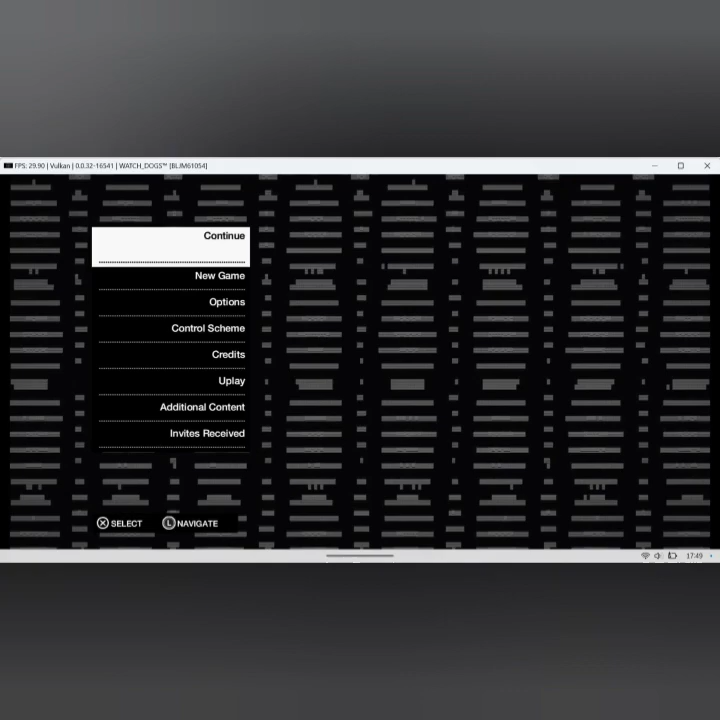 FPS: 29.90 | Vulkan | 0.0.32-16541 | WATCH_DOGS™ [BLJM61054]
Continue
New Game
Options
Control Scheme
Credits
Uplay
Additional Content
Invites Received
SELECT
L NAVIGATE
17:49